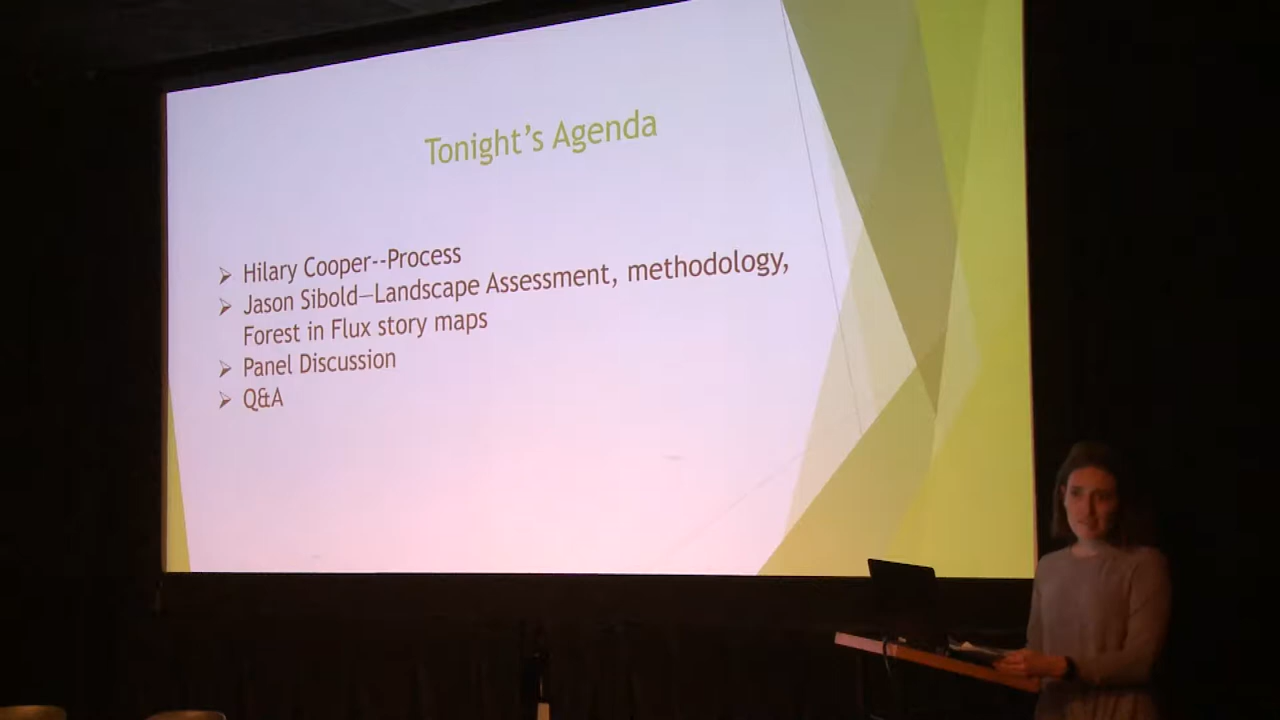 Tonight's Agenda
Hilary Cooper--Process
Jason Sibold—Landscape Assessment, methodology,
Forest in Flux story maps
Panel Discussion
Q&A